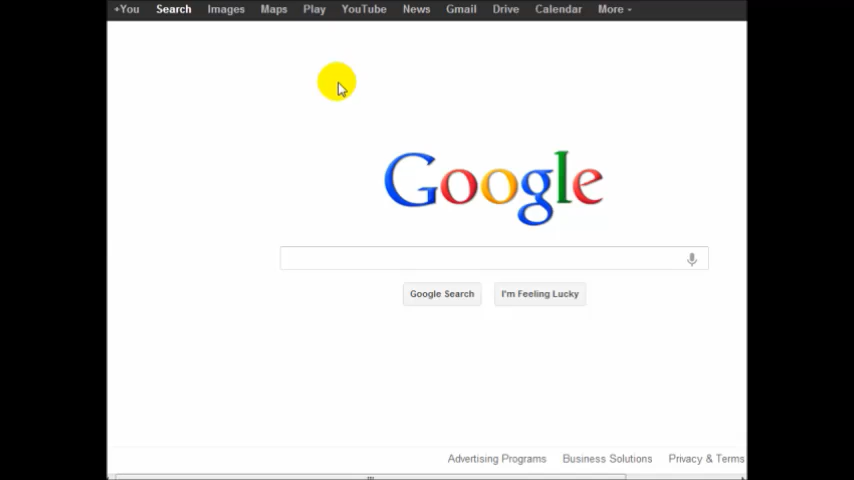 +You Search Images Maps Play YouTube News Gmail Drive Calendar More
Google
Google Search I'm Feeling Lucky
Advertising Programs Business Solutions Privacy & Terms